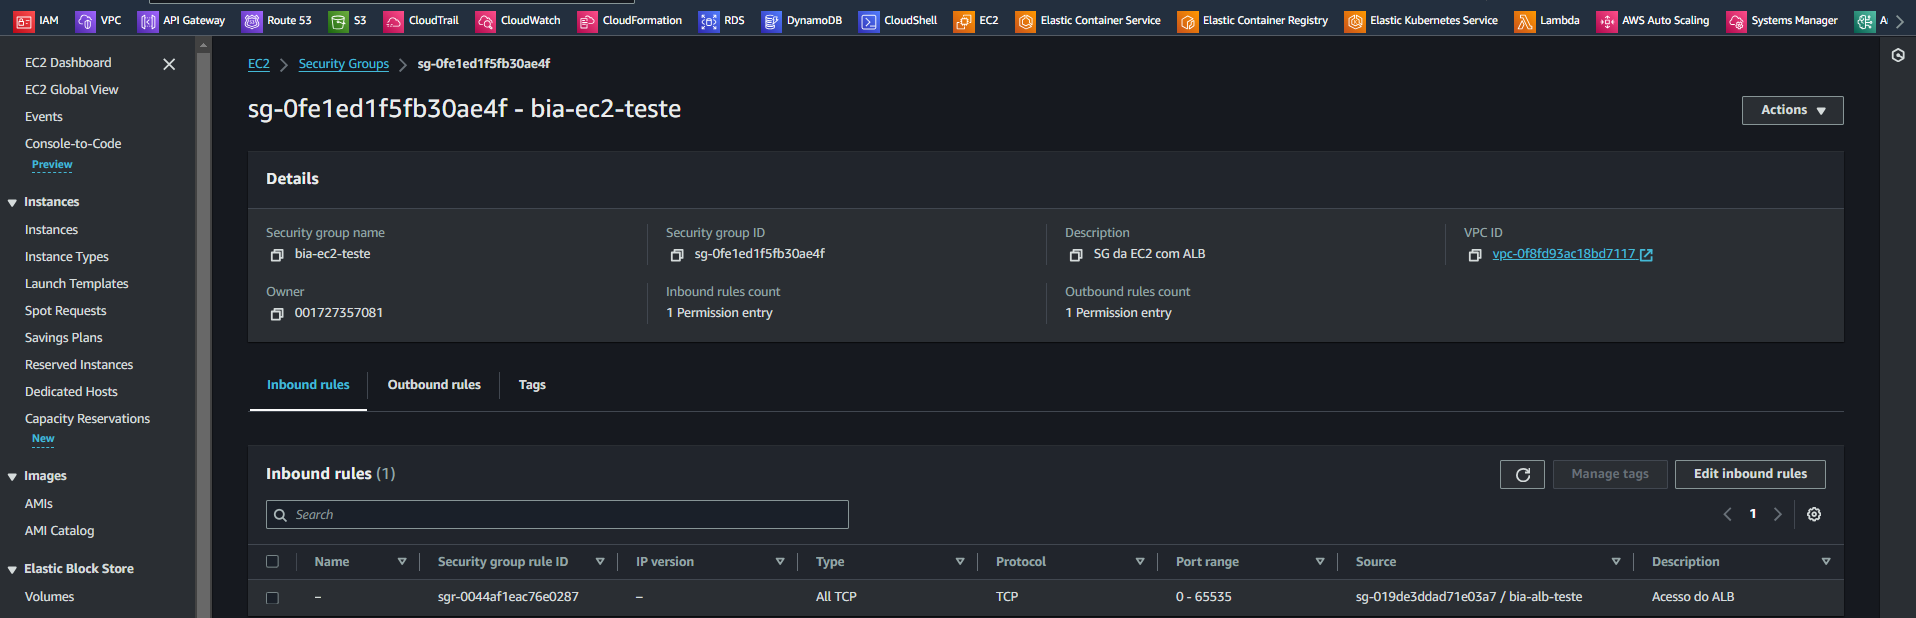 IAM VPC API Gateway Route 53 S3 CloudTrail CloudWatch CloudFormation RDS DynamoDB CloudShell EC2 Elastic Container Service Elastic Container Registry Elastic Kubernetes Service Lambda AWS Auto Scaling Systems Manager
EC2 Dashboard
EC2 Global View
Events
Console-to-Code
Preview
Instances
Instances
Instance Types
Launch Templates
Spot Requests
Savings Plans
Reserved Instances
Dedicated Hosts
Capacity Reservations
New
Images
AMIs
AMI Catalog
Elastic Block Store
Volumes
EC2 > Security Groups > sg-0fe1ed1f5fb30ae4f
sg-0fe1ed1f5fb30ae4f - bia-ec2-teste
Actions
Details
Security group name
bia-ec2-teste
Security group ID
sg-0fe1ed1f5fb30ae4f
Description
SG da EC2 com ALB
VPC ID
vpc-0f8fd93ac18bd7117
Owner
001727357081
Inbound rules count
1 Permission entry
Outbound rules count
1 Permission entry
Inbound rules Outbound rules Tags
Inbound rules (1)
Manage tags Edit inbound rules
Search
1
Name Security group rule ID IP version Type Protocol Port range Source Description
– sgr-0044af1eac76e0287 – All TCP TCP 0 - 65535 sg-019de3ddad71e03a7 / bia-alb-teste Acesso do ALB